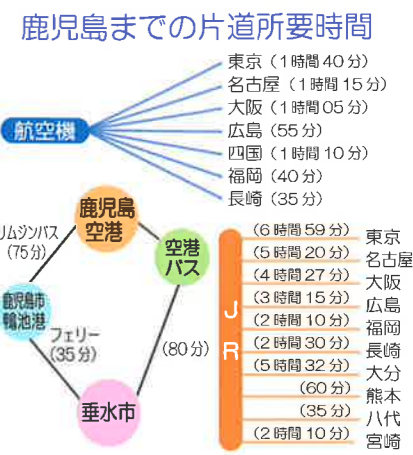 鹿児島までの片道所要時間
航空機
東京（1時間40分）
名古屋（1時間15分）
大阪（1時間05分）
広島（55分）
四国（1時間10分）
福岡（40分）
長崎（35分）
鹿児島
空港
リムジンバス
（75分）
空港
バス
鹿児島市
鴨池港
フェリー
（35分）
（80分）
垂水市
JR
（6時間59分） 東京
（5時間20分） 名古屋
（4時間27分） 大阪
（3時間15分） 広島
（2時間10分） 福岡
（2時間30分） 長崎
（5時間32分） 大分
（60分） 熊本
（35分） 八代
（2時間10分） 宮崎